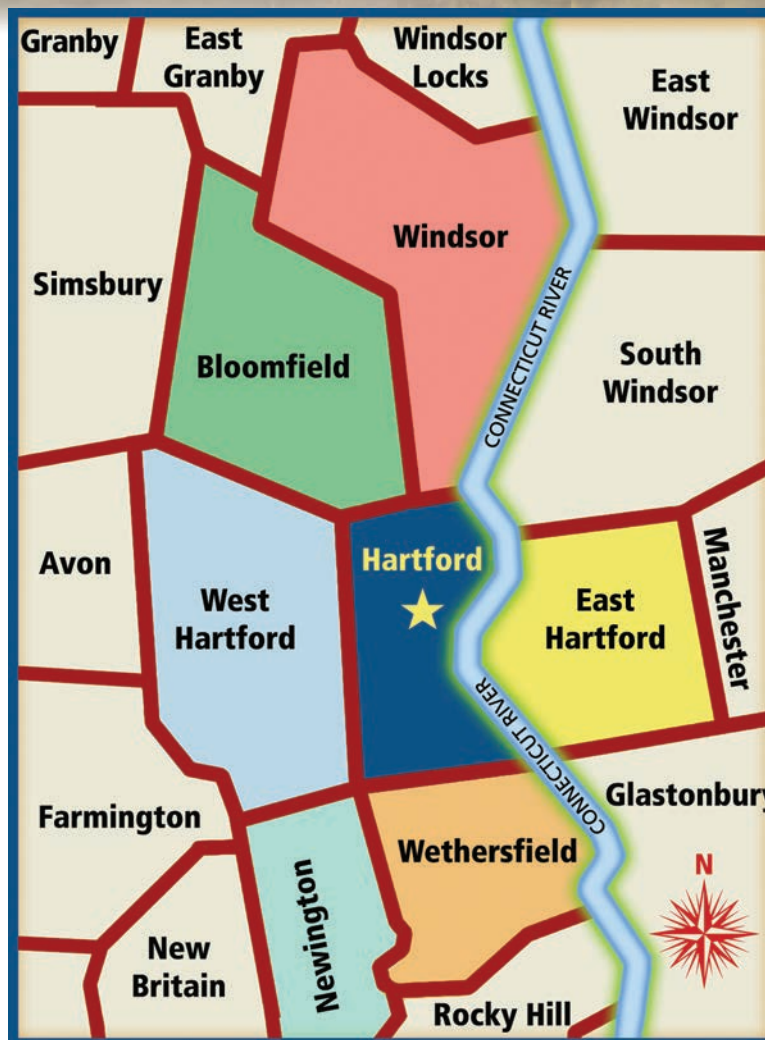 Granby
East
Granby
Windsor
Locks
East
Windsor
Windsor
Simsbury
Bloomfield
CONNECTICUT RIVER
South
Windsor
Avon
West
Hartford
Hartford
East
Hartford
Manchester
CONNECTICUT RIVER
Farmington
Glastonbury
Wethersfield
Newington
N
New
Britain
Rocky Hill